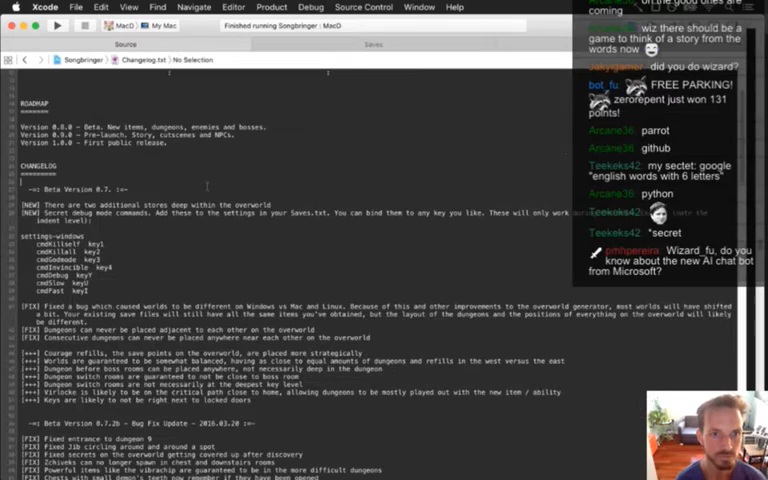 Xcode File Edit View Find Navigate Editor Product Debug Source Control Window Help
MacD My Mac Finished running Songbringer : MacD
Source Saves
Songbringer Changelog.txt No Selection
ROADMAP
========
Version 0.8.0 - Beta. New items, dungeons, enemies and bosses.
Version 0.9.0 - Pre-launch. Story, cutscenes and NPCs.
Version 1.0.0 - First public release.
CHANGELOG
=========
-=: Beta Version 0.7. :=-
[NEW] There are two additional stores deep within the overworld
[NEW] Secret debug mode commands. Add these to the settings in your Saves.txt. You can bind them to any key you like. These will only work
indent level):
settings-windows
cmdKillself key1
cmdKillall key2
cmdGodmode key3
cmdInvincible key4
cmdDebug keyY
cmdSlow keyU
cmdFast keyI
[FIX] Fixed a bug which caused worlds to be different on Windows vs Mac and Linux. Because of this and other improvements to the overworld generator, most worlds will have shifted
a bit. Your existing save files will still have all the same items you've obtained, but the layout of the dungeons and the positions of everything on the overworld will likely
be different.
[FIX] Dungeons can never be placed adjacent to each other on the overworld
[FIX] Consecutive dungeons can never be placed anywhere near each other on the overworld
[+++] Courage refills, the save points on the overworld, are placed more strategically
[+++] Worlds are guaranteed to be somewhat balanced, having as close to equal amounts of dungeons and refills in the west versus the east
[+++] Dungeon before boss rooms can be placed anywhere, not necessarily deep in the dungeon
[+++] Dungeon switch rooms are guaranteed to not be close to boss room
[+++] Dungeon switch rooms are not necessarily at the deepest key level
[+++] Virlocke is likely to be on the critical path close to home, allowing dungeons to be mostly played out with the new item / ability
[+++] Keys are likely to not be right next to locked doors
-=: Beta Version 0.7.2b - Bug Fix Update - 2016.03.20 :=-
[FIX] Fixed entrance to dungeon 9
[FIX] Fixed Jib circling around and around a spot
[FIX] Fixed secrets on the overworld getting covered up after discovery
[FIX] Zchiveks can no longer spawn in chest and downstairs rooms
[FIX] Powerful items like the vibrachip are guaranteed to be in the more difficult dungeons
[FIX] Chests with small demon's teeth now remember if they have been opened
coming
wiz there should be a
game to think of a story from the
words now
did you do wizard?
bot_fu: FREE PARKING!
zerorepent just won 131
points!
Arcane36: parrot
Arcane36: github
Teekeks42: my sectet: google
"english words with 6 letters"
Arcane36: python
Teekeks42:
Teekeks42: *secret
pmhpereira: Wizard_fu, do you
know about the new AI chat bot
from Microsoft?